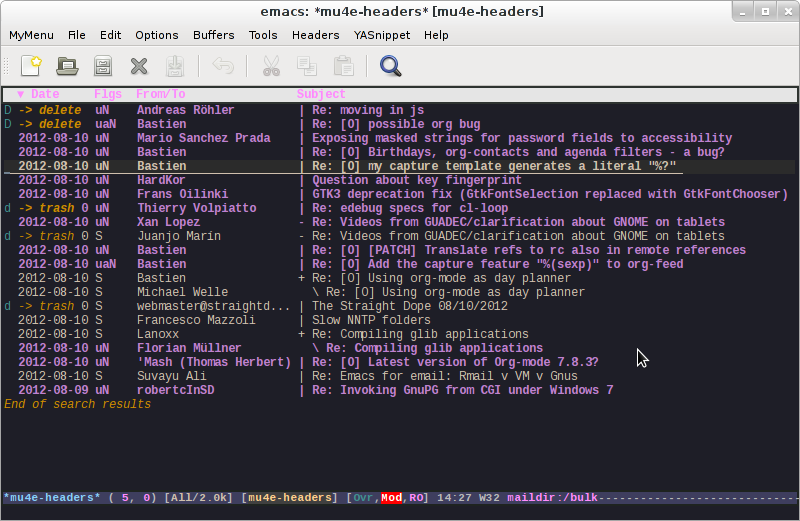 emacs: *mu4e-headers* [mu4e-headers]
MyMenu File Edit Options Buffers Tools Headers YASnippet Help
▼ Date Flgs From/To Subject
D -> delete uN Andreas Röhler | Re: moving in js
D -> delete uaN Bastien | Re: [O] possible org bug
2012-08-10 uN Mario Sanchez Prada | Exposing masked strings for password fields to accessibility
2012-08-10 uN Bastien | Re: [O] Birthdays, org-contacts and agenda filters - a bug?
2012-08-10 uN Bastien | Re: [O] my capture template generates a literal "%?"
2012-08-10 uN HardKor | Question about key fingerprint
2012-08-10 uN Frans Oilinki | GTK3 deprecation fix (GtkFontSelection replaced with GtkFontChooser)
d -> trash 0 uN Thierry Volpiatto | Re: edebug specs for cl-loop
2012-08-10 uN Xan Lopez - Re: Videos from GUADEC/clarification about GNOME on tablets
d -> trash 0 S Juanjo Marin - Re: Videos from GUADEC/clarification about GNOME on tablets
2012-08-10 uN Bastien | Re: [O] [PATCH] Translate refs to rc also in remote references
2012-08-10 uaN Bastien | Re: [O] Add the capture feature "%(sexp)" to org-feed
2012-08-10 S Bastien + Re: [O] Using org-mode as day planner
2012-08-10 S Michael Welle \ Re: [O] Using org-mode as day planner
d -> trash 0 S webmaster@straightd... | The Straight Dope 08/10/2012
2012-08-10 S Francesco Mazzoli | Slow NNTP folders
2012-08-10 S Lanoxx + Re: Compiling glib applications
2012-08-10 uN Florian Müllner \ Re: Compiling glib applications
2012-08-10 uN 'Mash (Thomas Herbert) | Re: [O] Latest version of Org-mode 7.8.3?
2012-08-10 S Suvayu Ali | Re: Emacs for email: Rmail v VM v Gnus
2012-08-09 uN robertcInSD | Re: Invoking GnuPG from CGI under Windows 7
End of search results
*mu4e-headers* ( 5, 0) [All/2.0k] [mu4e-headers] [Ovr,Mod,RO] 14:27 W32 maildir:/bulk-----------------------------